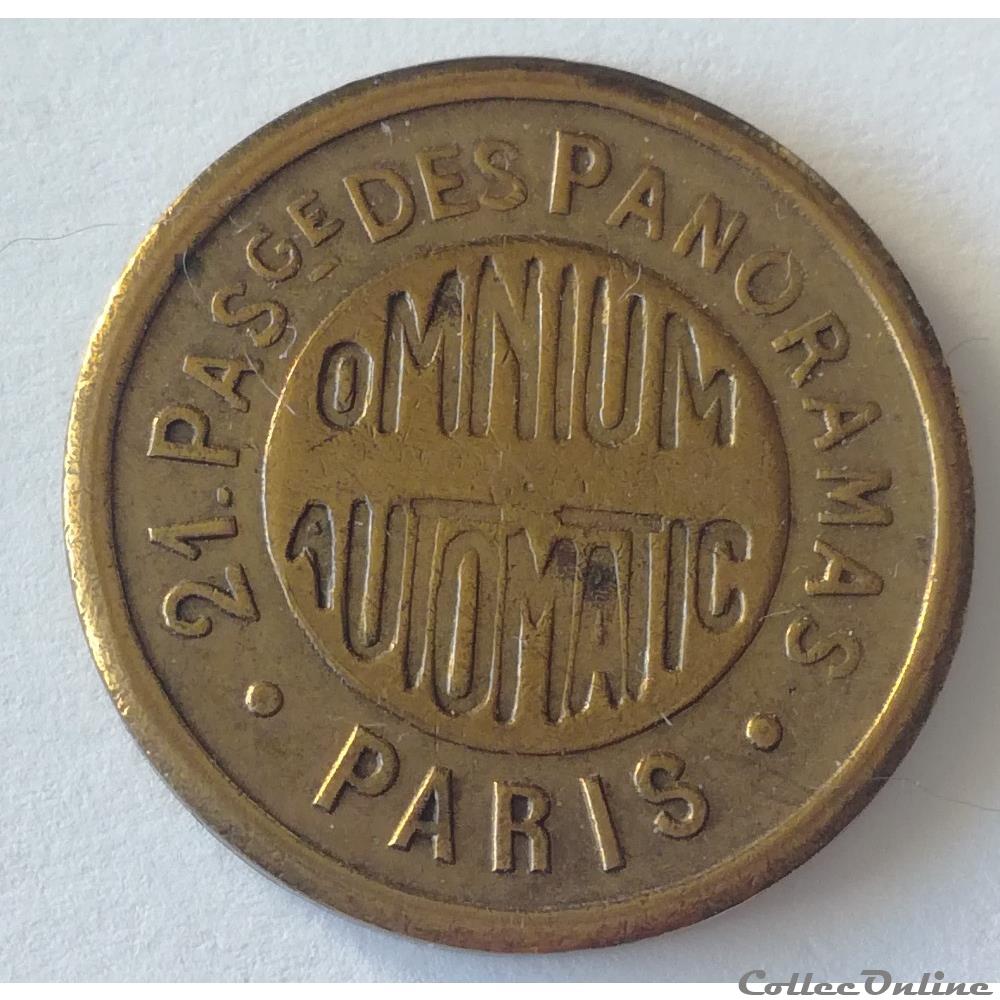 21. PASGE DES PANORAMAS
OMNIUM
AUTOMATIC
• PARIS •
CollecOnline